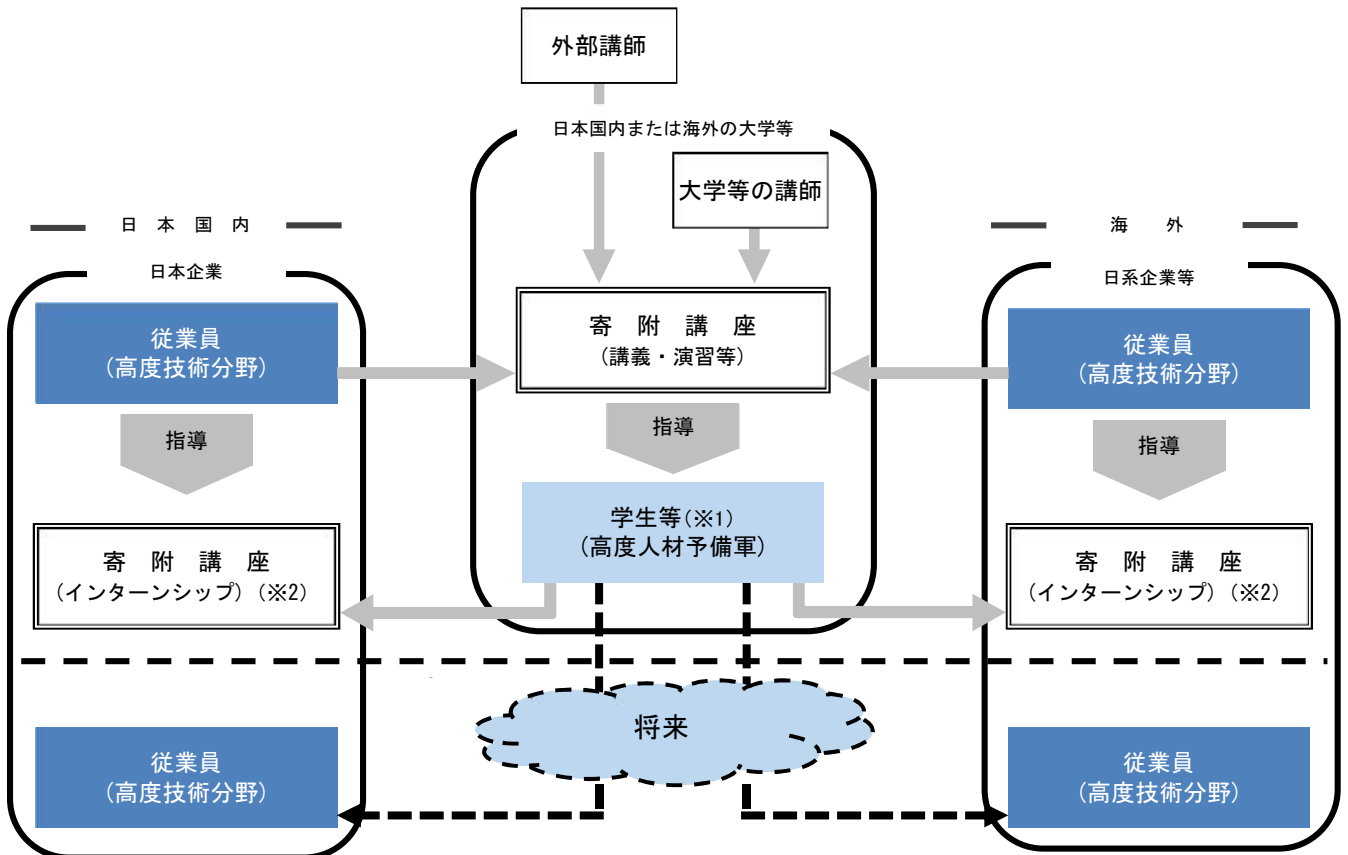 外部講師
日本国内または海外の大学等
大学等の講師
日本国内
海外
日本企業
日系企業等
従業員
(高度技術分野)
寄附講座
(講義・演習等)
従業員
(高度技術分野)
指導
指導
指導
学生等(※1)
(高度人材予備軍)
寄附講座
(インターンシップ)(※2)
寄附講座
(インターンシップ)(※2)
将来
従業員
(高度技術分野)
従業員
(高度技術分野)